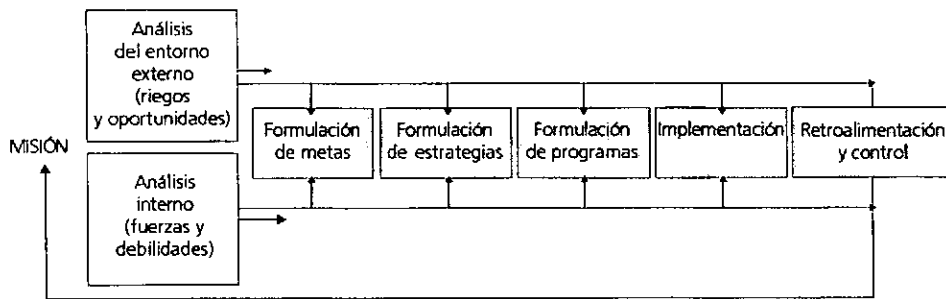 Análisis
del entorno
externo
(riegos
y oportunidades)
MISIÓN
Análisis
interno
(fuerzas y
debilidades)
Formulación
de metas
Formulación
de estrategias
Formulación
de programas
Implementación
Retroalimentación
y control